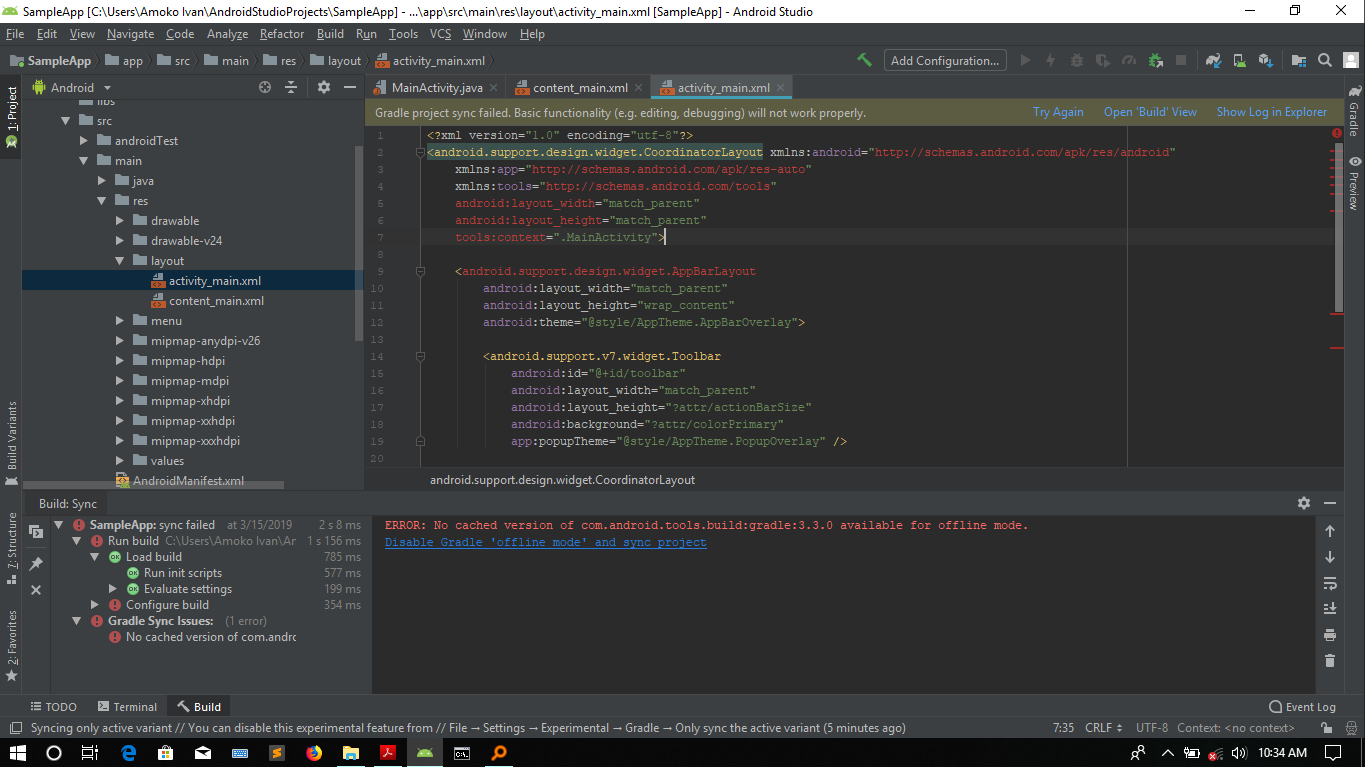 SampleApp [C:\Users\Amoko Ivan\AndroidStudioProjects\SampleApp] - ...\app\src\main\res\layout\activity_main.xml [SampleApp] - Android Studio
File Edit View Navigate Code Analyze Refactor Build Run Tools VCS Window Help
SampleApp app src main res layout activity_main.xml Add Configuration...
1: Project
Build Variants
Z: Structure
2: Favorites
Android
libs
src
androidTest
main
java
res
drawable
drawable-v24
layout
activity_main.xml
content_main.xml
menu
mipmap-anydpi-v26
mipmap-hdpi
mipmap-mdpi
mipmap-xhdpi
mipmap-xxhdpi
mipmap-xxxhdpi
values
AndroidManifest.xml
MainActivity.java content_main.xml activity_main.xml
Gradle project sync failed. Basic functionality (e.g. editing, debugging) will not work properly. Try Again Open 'Build' View Show Log in Explorer
1 <?xml version="1.0" encoding="utf-8"?>
2 <android.support.design.widget.CoordinatorLayout xmlns:android="http://schemas.android.com/apk/res/android"
3 xmlns:app="http://schemas.android.com/apk/res-auto"
4 xmlns:tools="http://schemas.android.com/tools"
5 android:layout_width="match_parent"
6 android:layout_height="match_parent"
7 tools:context=".MainActivity">
8
9 <android.support.design.widget.AppBarLayout
10 android:layout_width="match_parent"
11 android:layout_height="wrap_content"
12 android:theme="@style/AppTheme.AppBarOverlay">
13
14 <android.support.v7.widget.Toolbar
15 android:id="@+id/toolbar"
16 android:layout_width="match_parent"
17 android:layout_height="?attr/actionBarSize"
18 android:background="?attr/colorPrimary"
19 app:popupTheme="@style/AppTheme.PopupOverlay" />
20
android.support.design.widget.CoordinatorLayout
Gradle
Preview
Build: Sync
SampleApp: sync failed at 3/15/2019 2 s 8 ms
Run build C:\Users\Amoko Ivan\Ar 1 s 156 ms
Load build 785 ms
Run init scripts 577 ms
Evaluate settings 199 ms
Configure build 354 ms
Gradle Sync Issues: (1 error)
No cached version of com.andro
ERROR: No cached version of com.android.tools.build:gradle:3.3.0 available for offline mode.
Disable Gradle 'offline mode' and sync project
TODO Terminal Build Event Log
Syncing only active variant // You can disable this experimental feature from // File → Settings → Experimental → Gradle → Only sync the active variant (5 minutes ago) 7:35 CRLF UTF-8 Context: <no context>
10:34 AM